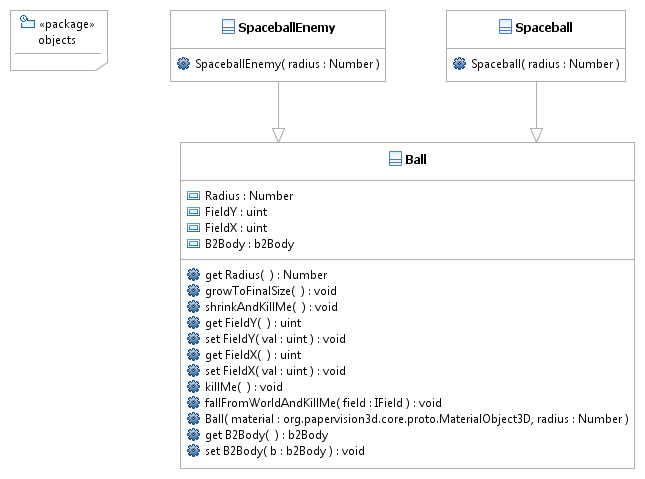 «package»
objects
SpaceballEnemy
SpaceballEnemy( radius : Number )
Spaceball
Spaceball( radius : Number )
Ball
Radius : Number
FieldY : uint
FieldX : uint
B2Body : b2Body
get Radius( ) : Number
growToFinalSize( ) : void
shrinkAndKillMe( ) : void
get FieldY( ) : uint
set FieldY( val : uint ) : void
get FieldX( ) : uint
set FieldX( val : uint ) : void
killMe( ) : void
fallFromWorldAndKillMe( field : IField ) : void
Ball( material : org.papervision3d.core.proto.MaterialObject3D, radius : Number )
get B2Body( ) : b2Body
set B2Body( b : b2Body ) : void